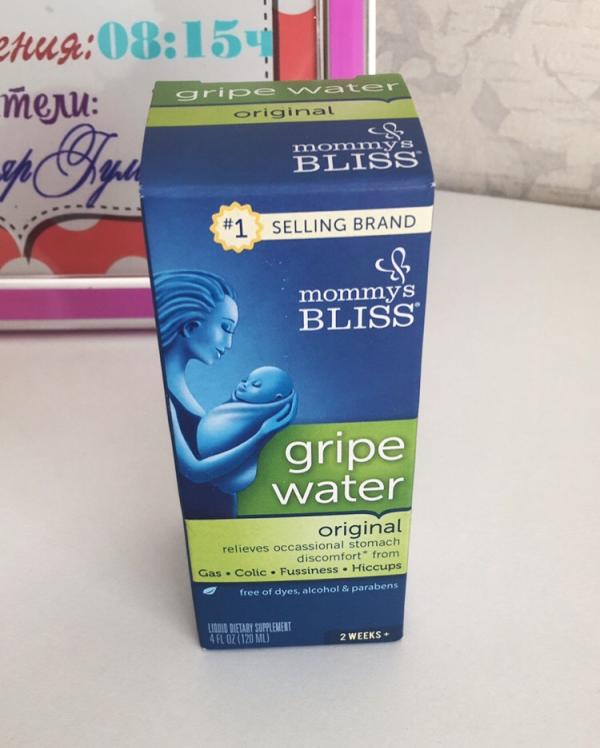 08:15ч
тели:
gripe water
original
mommy's
BLISS®
#1 SELLING BRAND
mommy's
BLISS®
gripe
water
original
relieves occassional stomach
discomfort* from
Gas • Colic • Fussiness • Hiccups
free of dyes, alcohol & parabens
LIQUID DIETARY SUPPLEMENT
4 FL OZ (120 ML)
2 WEEKS +